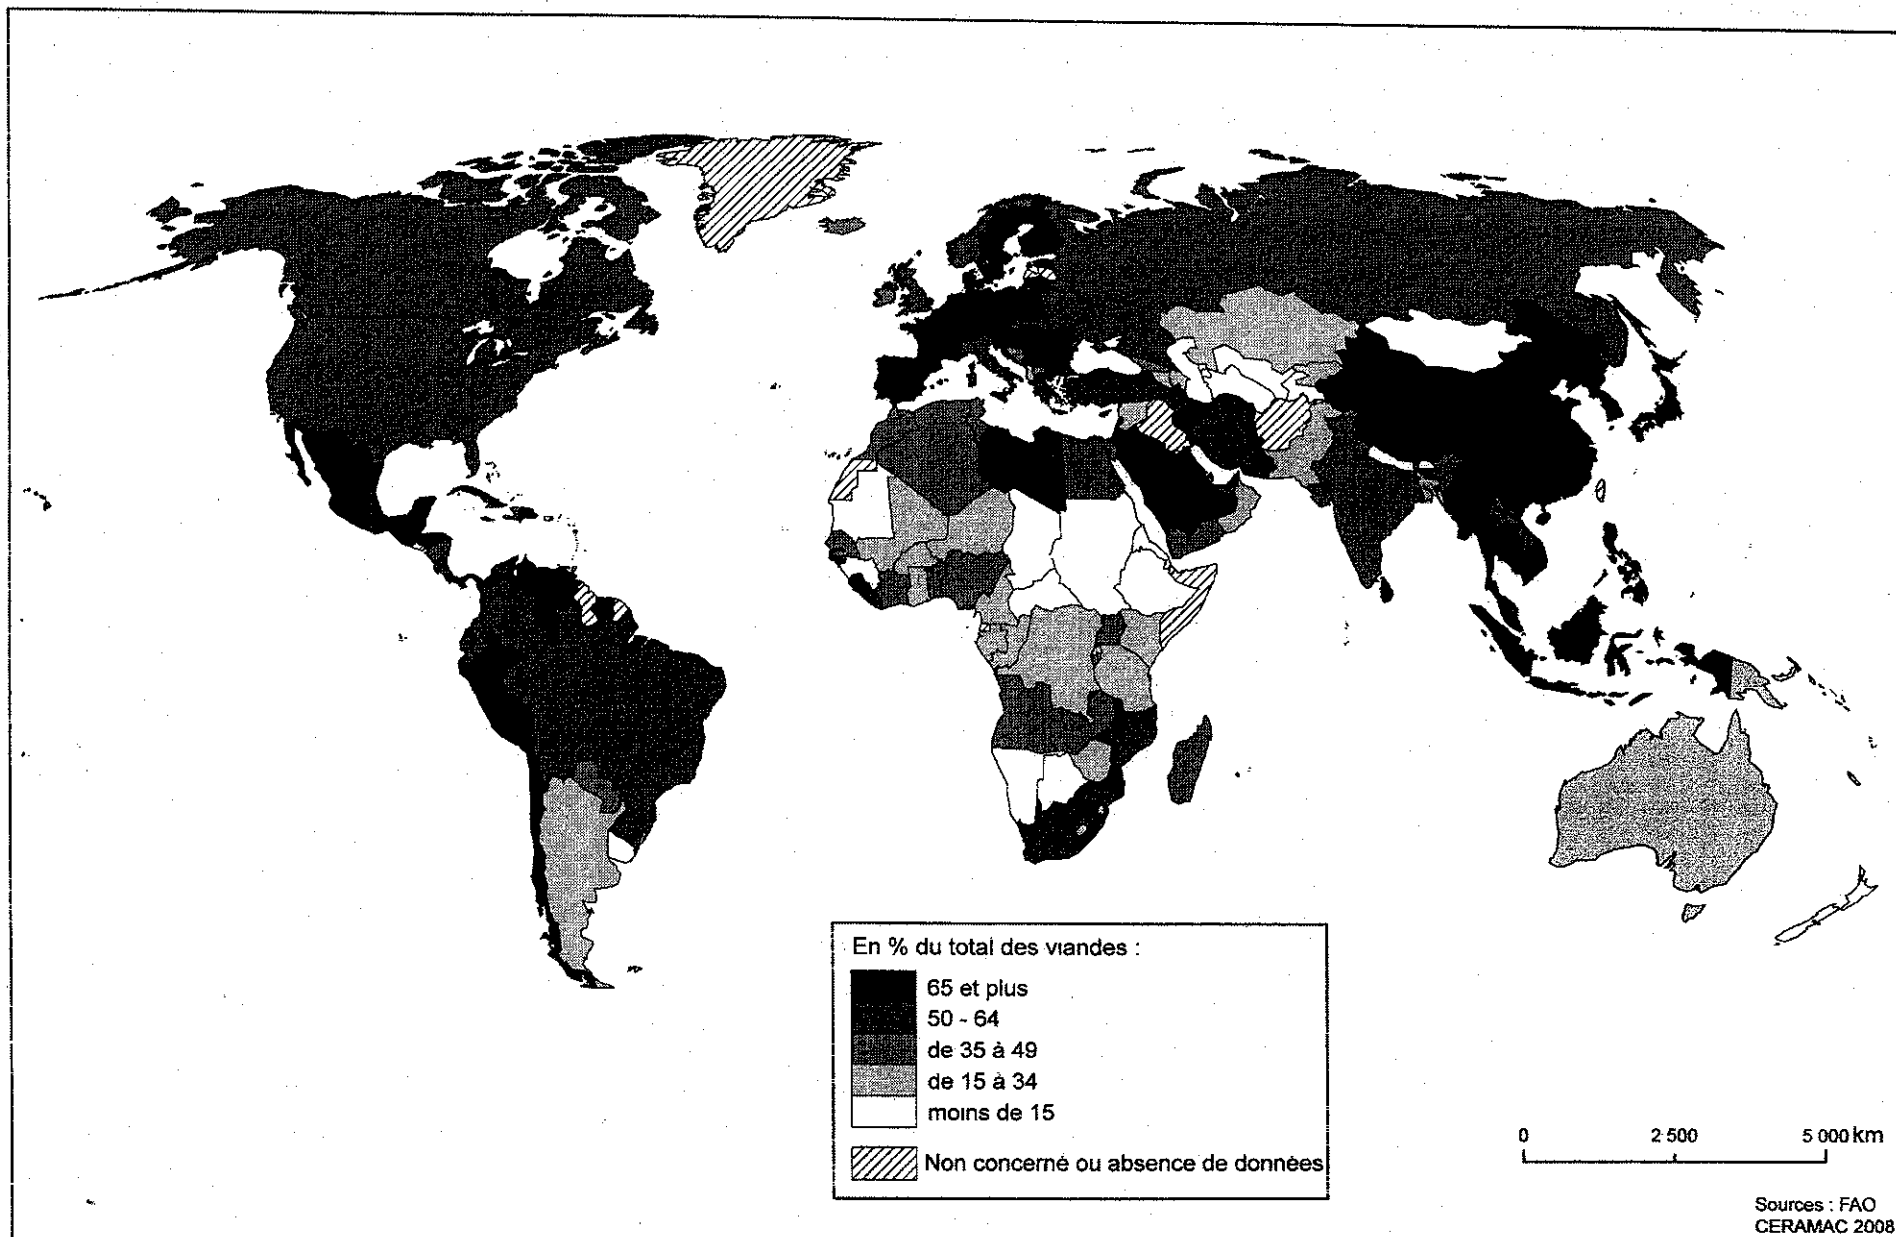 En % du total des viandes :
65 et plus
50 - 64
de 35 à 49
de 15 à 34
moins de 15
Non concerné ou absence de données
0 2 500 5 000 km
Sources : FAO
CERAMAC 2008